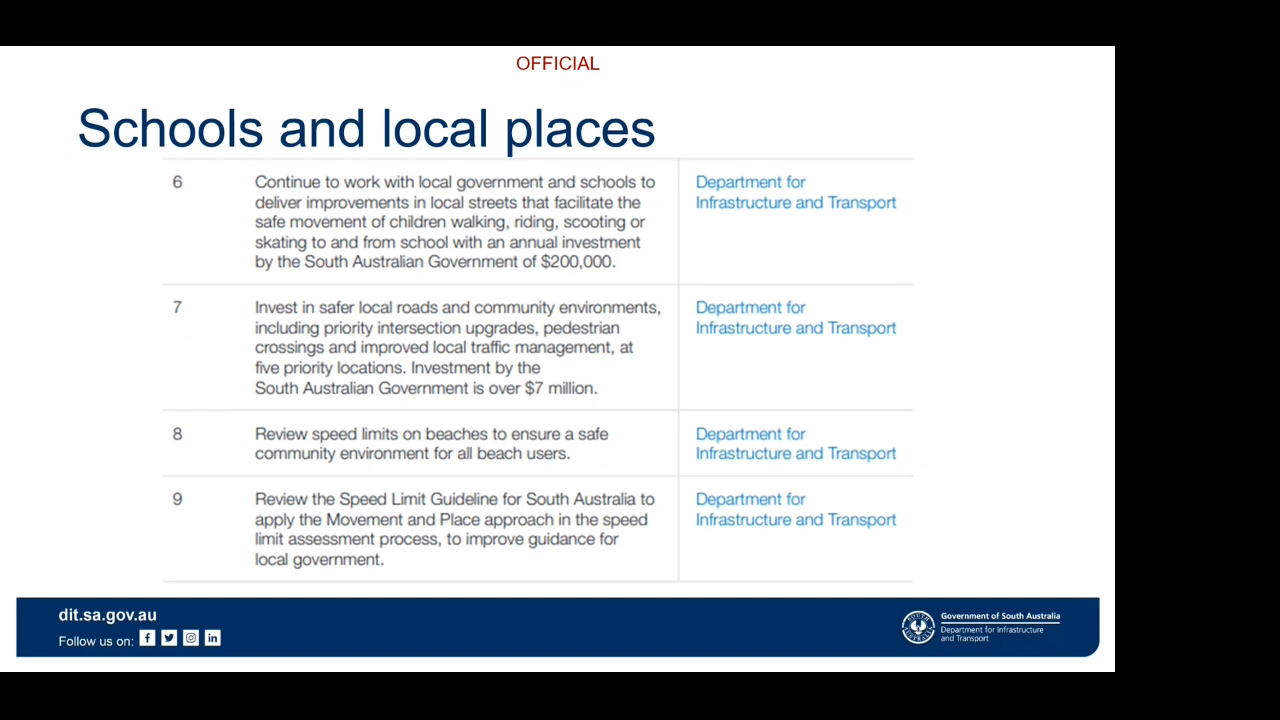 OFFICIAL
Schools and local places
6
Continue to work with local government and schools to
deliver improvements in local streets that facilitate the
safe movement of children walking, riding, scooting or
skating to and from school with an annual investment
by the South Australian Government of $200,000.
Department for
Infrastructure and Transport
7
Invest in safer local roads and community environments,
including priority intersection upgrades, pedestrian
crossings and improved local traffic management, at
five priority locations. Investment by the
South Australian Government is over $7 million.
Department for
Infrastructure and Transport
8
Review speed limits on beaches to ensure a safe
community environment for all beach users.
Department for
Infrastructure and Transport
9
Review the Speed Limit Guideline for South Australia to
apply the Movement and Place approach in the speed
limit assessment process, to improve guidance for
local government.
Department for
Infrastructure and Transport
dit.sa.gov.au
Follow us on:
SOUTH AUSTRALIA
Government of South Australia
Department for Infrastructure
and Transport